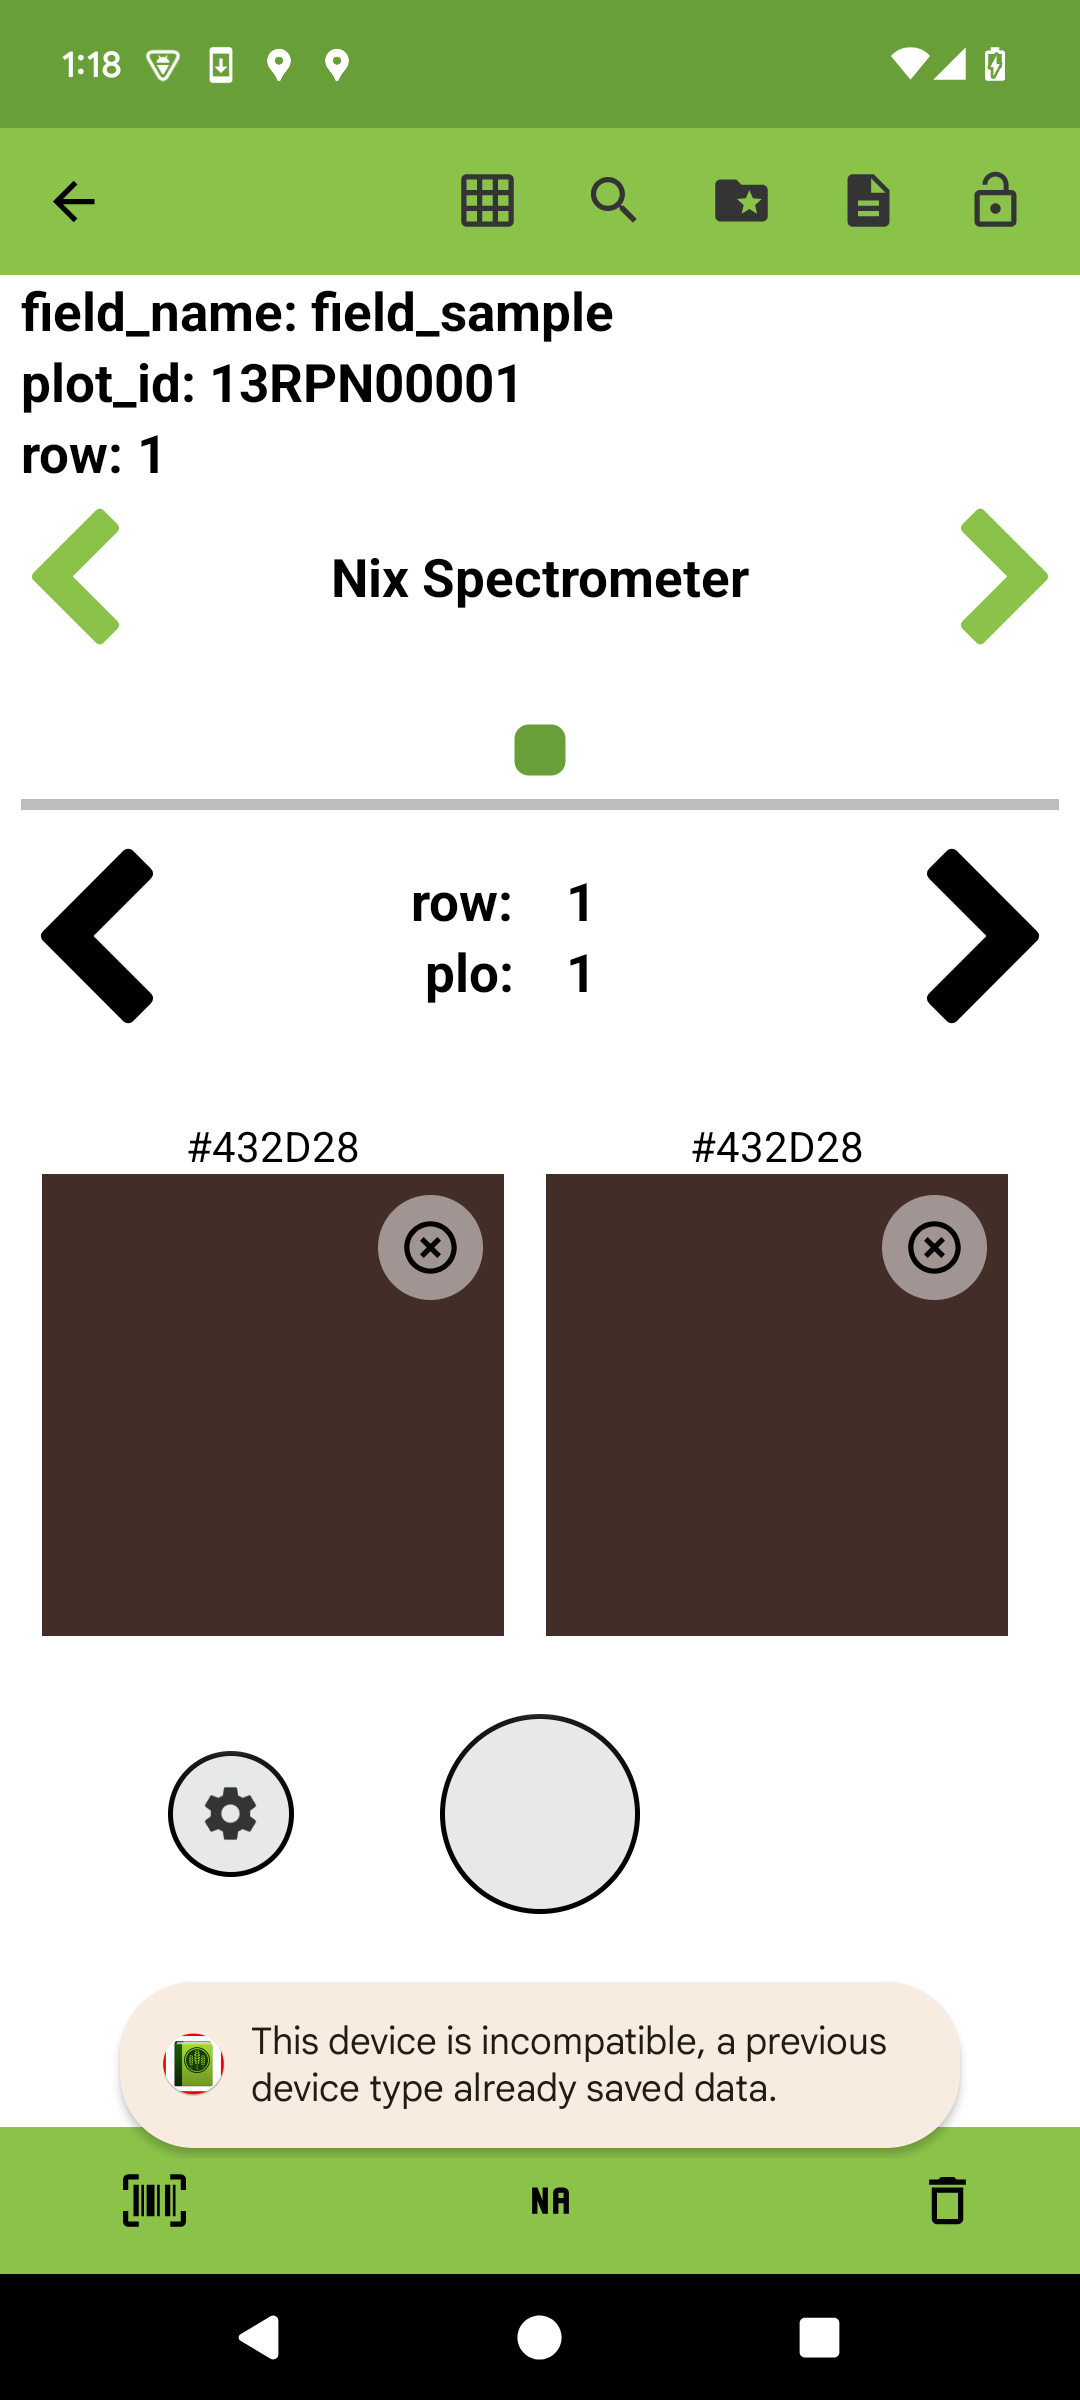 1:18
field_name: field_sample
plot_id: 13RPN00001
row: 1
Nix Spectrometer
row: 1
plo: 1
#432D28 #432D28
This device is incompatible, a previous
device type already saved data.
NA